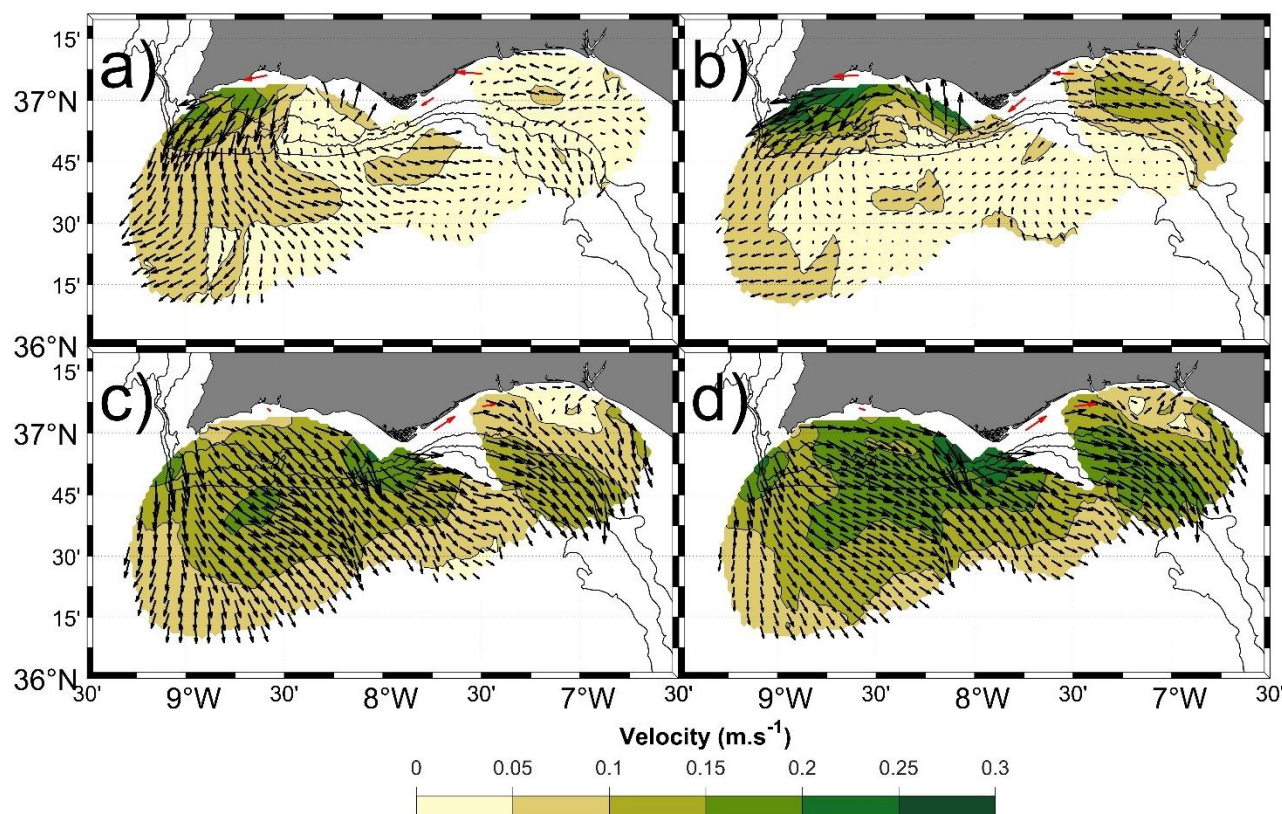 a)
b)
15'
37°N
45'
30'
15'
36°N
c)
d)
15'
37°N
45'
30'
15'
36°N
30' 9°W 30' 8°W 30' 7°W 30' 9°W 30' 8°W 30' 7°W 30'
Velocity (m.s⁻¹)
0 0.05 0.1 0.15 0.2 0.25 0.3